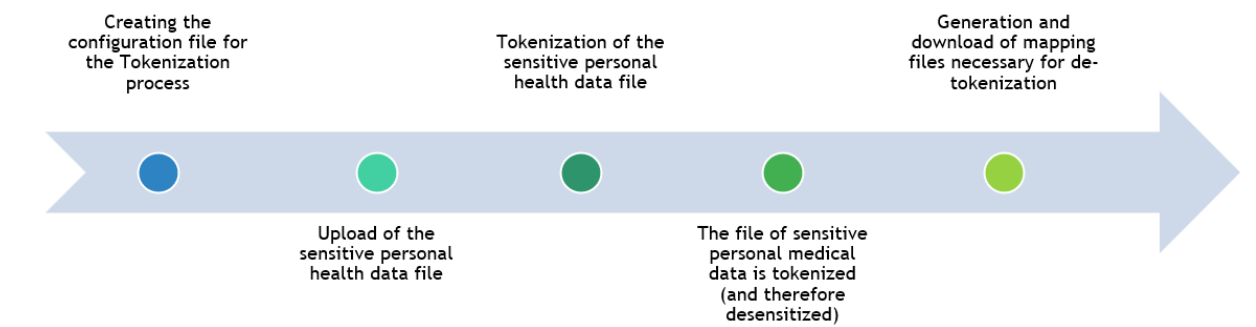 Creating the
configuration file for
the Tokenization
process
Upload of the
sensitive personal
health data file
Tokenization of the
sensitive personal
health data file
The file of sensitive
personal medical
data is tokenized
(and therefore
desensitized)
Generation and
download of mapping
files necessary for de-
tokenization